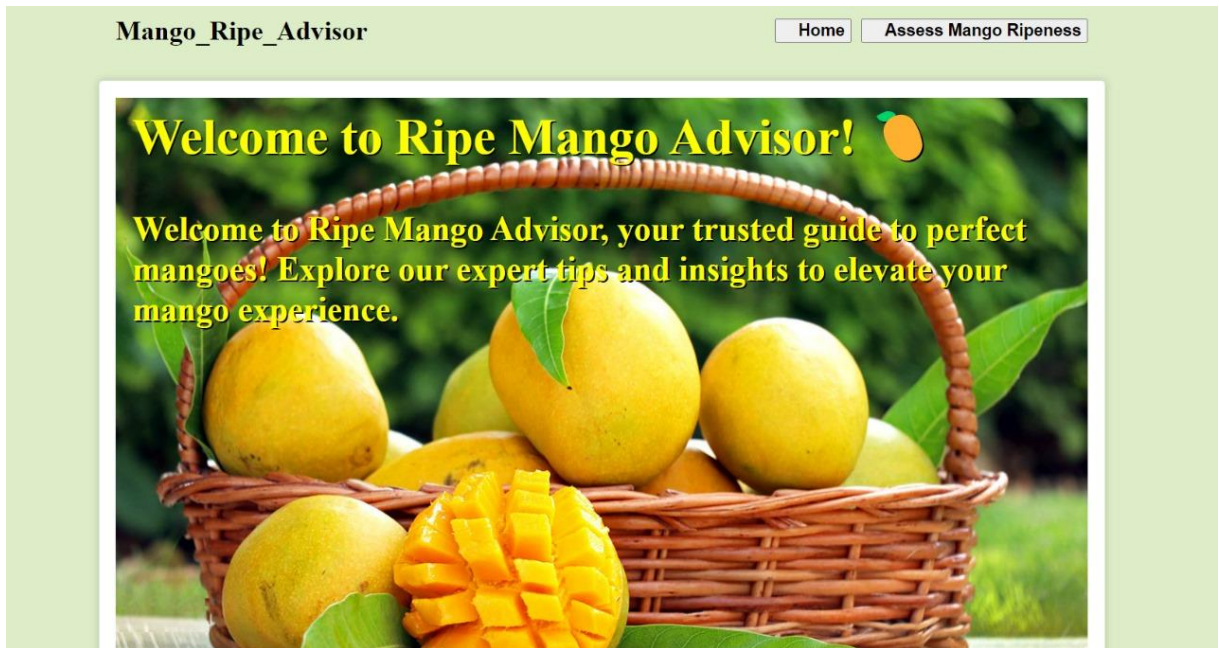 Mango_Ripe_Advisor
Home
Assess Mango Ripeness
Welcome to Ripe Mango Advisor! 🥭
Welcome to Ripe Mango Advisor, your trusted guide to perfect
mangoes! Explore our expert tips and insights to elevate your
mango experience.